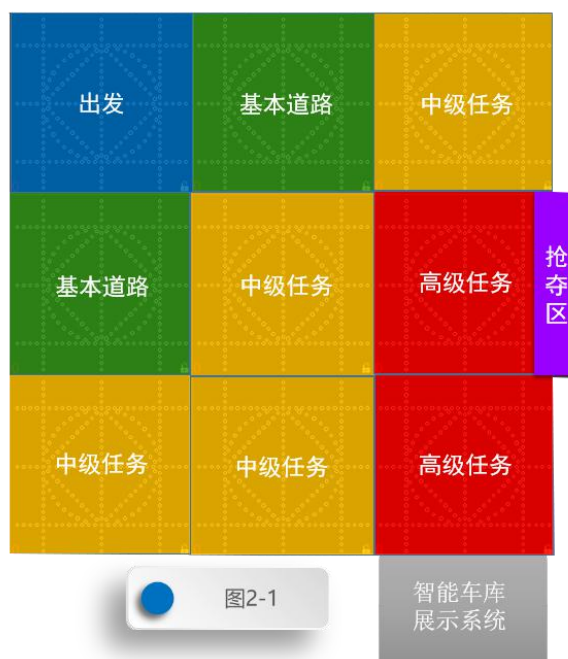 出发
基本道路
中级任务
基本道路
中级任务
高级任务
抢
夺
区
中级任务
中级任务
高级任务
图2-1
智能车库
展示系统